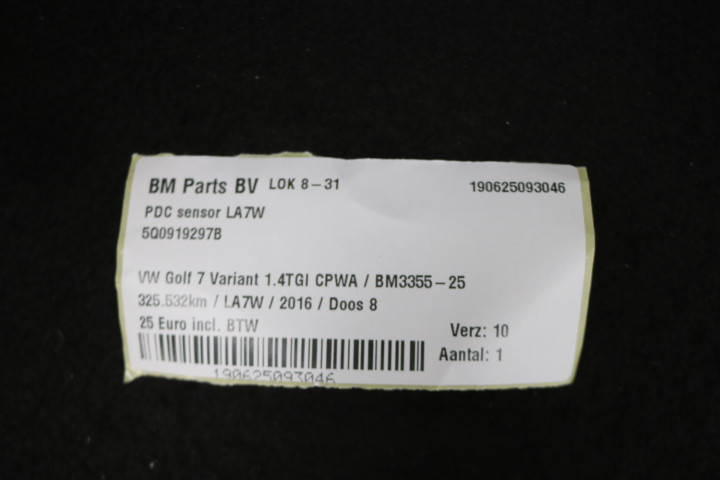 BM Parts BV LOK 8-31 190625093046
PDC sensor LA7W
5Q0919297B
VW Golf 7 Variant 1.4TGI CPWA / BM3355-25
325.532km / LA7W / 2016 / Doos 8
25 Euro incl. BTW
Verz: 10
Aantal: 1
190625093046